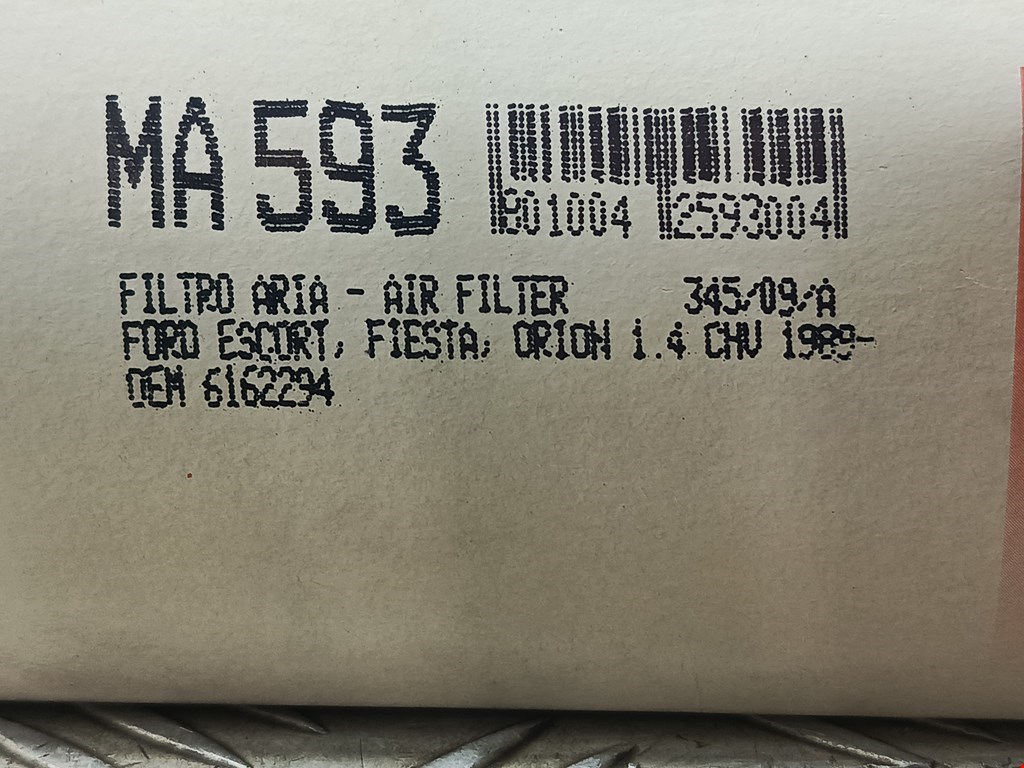 MA 593
801004 2593004
FILTRO ARIA - AIR FILTER 345/09/A
FORD ESCORT, FIESTA, ORION 1.4 CHV 1989-
OEM 6162294